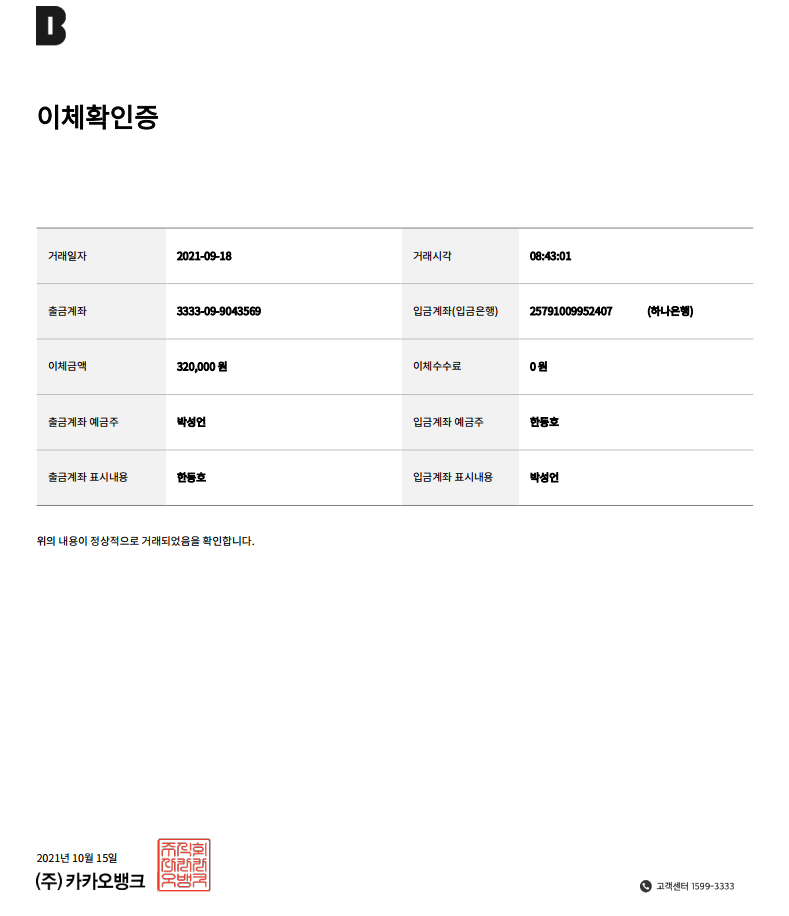 B
이체확인증
거래일자 2021-09-18 거래시각 08:43:01
출금계좌 3333-09-9043569 입금계좌(입금은행) 25791009952407 (하나은행)
이체금액 320,000 원 이체수수료 0 원
출금계좌 예금주 박성언 입금계좌 예금주 한동호
출금계좌 표시내용 한동호 입금계좌 표시내용 박성언
위의 내용이 정상적으로 거래되었음을 확인합니다.
2021년 10월 15일
(주) 카카오뱅크
주식회
사카카
오뱅크
고객센터 1599-3333